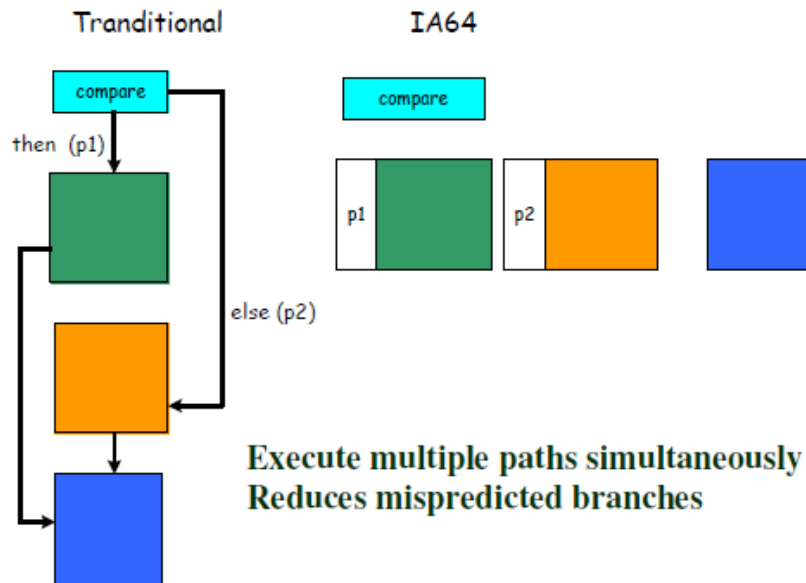 Tranditional
IA64
compare
compare
then (p1)
p1
p2
else (p2)
Execute multiple paths simultaneously
Reduces mispredicted branches